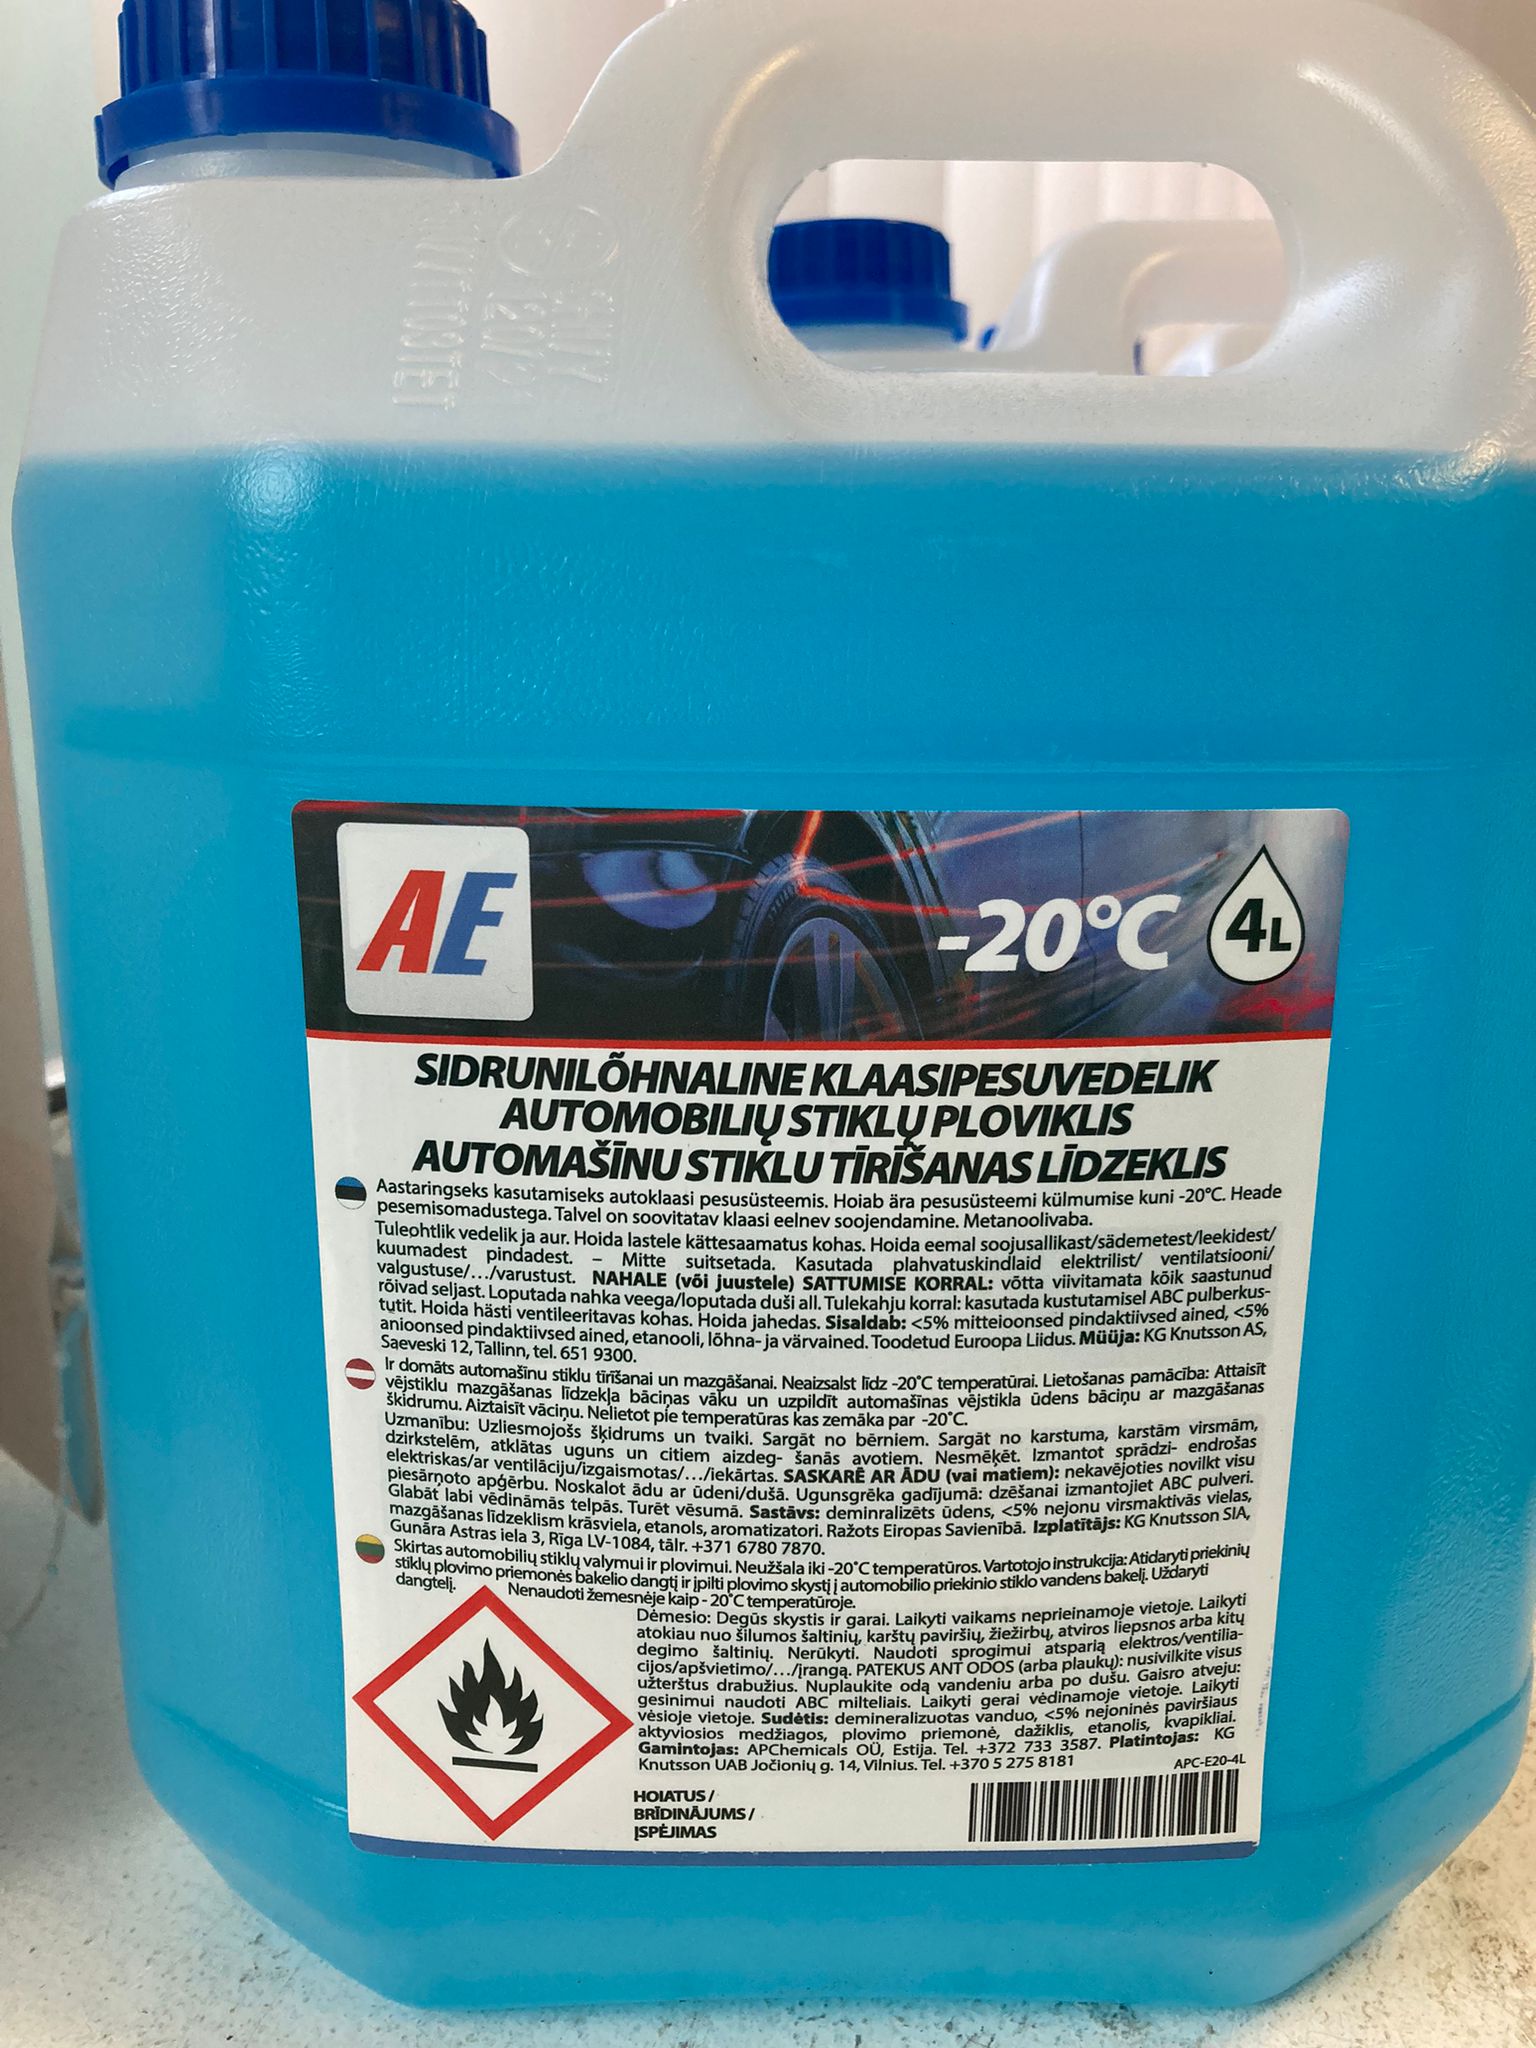 AE
-20°C
4L
SIDRUNILÕHNALINE KLAASIPESUVEDELIK
AUTOMOBILIŲ STIKLŲ PLOVIKLIS
AUTOMAŠĪNU STIKLU TĪRĪŠANAS LĪDZEKLIS
Aastaringseks kasutamiseks autoklaasi pesusüsteemis. Hoiab ära pesusüsteemi külmumise kuni -20°C. Heade
pesemisomadustega. Talvel on soovitatav klaasi eelnev soojendamine. Metanoolivaba.
Tuleohtlik vedelik ja aur. Hoida lastele kättesaamatus kohas. Hoida eemal soojusallikast/sädemetest/leekidest/
kuumadest pindadest. – Mitte suitsetada. Kasutada plahvatuskindlaid elektrilist/ ventilatsiooni/
valgustuse/…/varustust. NAHALE (või juustele) SATTUMISE KORRAL: võtta viivitamata kõik saastunud
rõivad seljast. Loputada nahka veega/loputada duši all. Tulekahju korral: kasutada kustutamisel ABC pulberkus-
tutit. Hoida hästi ventileeritavas kohas. Hoida jahedas. Sisaldab: <5% mitteioonsed pindaktiivsed ained, <5%
anioonsed pindaktiivsed ained, etanooli, lõhna- ja värvained. Toodetud Euroopa Liidus. Müüja: KG Knutsson AS,
Saeveski 12, Tallinn, tel. 651 9300.
Ir domāts automašīnu stiklu tīrīšanai un mazgāšanai. Neaizsalst līdz -20°C temperatūrai. Lietošanas pamācība: Attaisīt
vējstiklu mazgāšanas līdzekļa bāciņas vāku un uzpildīt automašīnas vējstikla ūdens bāciņu ar mazgāšanas
šķidrumu. Aiztaisīt vāciņu. Nelietot pie temperatūras kas zemāka par -20°C.
Uzmanību: Uzliesmojošs šķidrums un tvaiki. Sargāt no bērniem. Sargāt no karstuma, karstām virsmām,
dzirkstelēm, atklātas uguns un citiem aizdeg- šanās avotiem. Nesmēķēt. Izmantot sprādzi- endrošas
elektriskas/ar ventilāciju/izgaismotas/…/iekārtas. SASKARĒ AR ĀDU (vai matiem): nekavējoties novilkt visu
piesārņoto apģērbu. Noskalot ādu ar ūdeni/dušā. Ugunsgrēka gadījumā: dzēšanai izmantojiet ABC pulveri.
Glabāt labi vēdināmās telpās. Turēt vēsumā. Sastāvs: deminralizēts ūdens, <5% nejonu virsmaktivās vielas,
mazgāšanas līdzeklism krāsviela, etanols, aromatizatori. Ražots Eiropas Savienībā. Izplatītājs: KG Knutsson SIA,
Gunāra Astras iela 3, Rīga LV-1084, tālr. +371 6780 7870.
Skirtas automobilių stiklų valymui ir plovimui. Neužšala iki -20°C temperatūros. Vartotojo instrukcija: Atidaryti priekinių
stiklų plovimo priemonės bakelio dangtį ir įpilti plovimo skystį į automobilio priekinio stiklo vandens bakelį. Uždaryti
dangtelį. Nenaudoti žemesnėje kaip - 20°C temperatūroje.
Dėmesio: Degūs skystis ir garai. Laikyti vaikams neprieinamoje vietoje. Laikyti
atokiau nuo šilumos šaltinių, karštų paviršių, žiežirbų, atviros liepsnos arba kitų
degimo šaltinių. Nerūkyti. Naudoti sprogimui atsparią elektros/ventilia-
cijos/apšvietimo/…/įrangą. PATEKUS ANT ODOS (arba plaukų): nusivilkite visus
užterštus drabužius. Nuplaukite odą vandeniu arba po dušu. Gaisro atveju:
gesinimui naudoti ABC milteliais. Laikyti gerai vėdinamoje vietoje. Laikyti
vėsioje vietoje. Sudėtis: demineralizuotas vanduo, <5% nejoninės paviršiaus
aktyviosios medžiagos, plovimo priemonė, dažiklis, etanolis, kvapikliai.
Gamintojas: APChemicals OÜ, Estija. Tel. +372 733 3587. Platintojas: KG
Knutsson UAB Jočionių g. 14, Vilnius. Tel. +370 5 275 8181
APC-E20-4L
HOIATUS /
BRĪDINĀJUMS /
ĮSPĖJIMAS